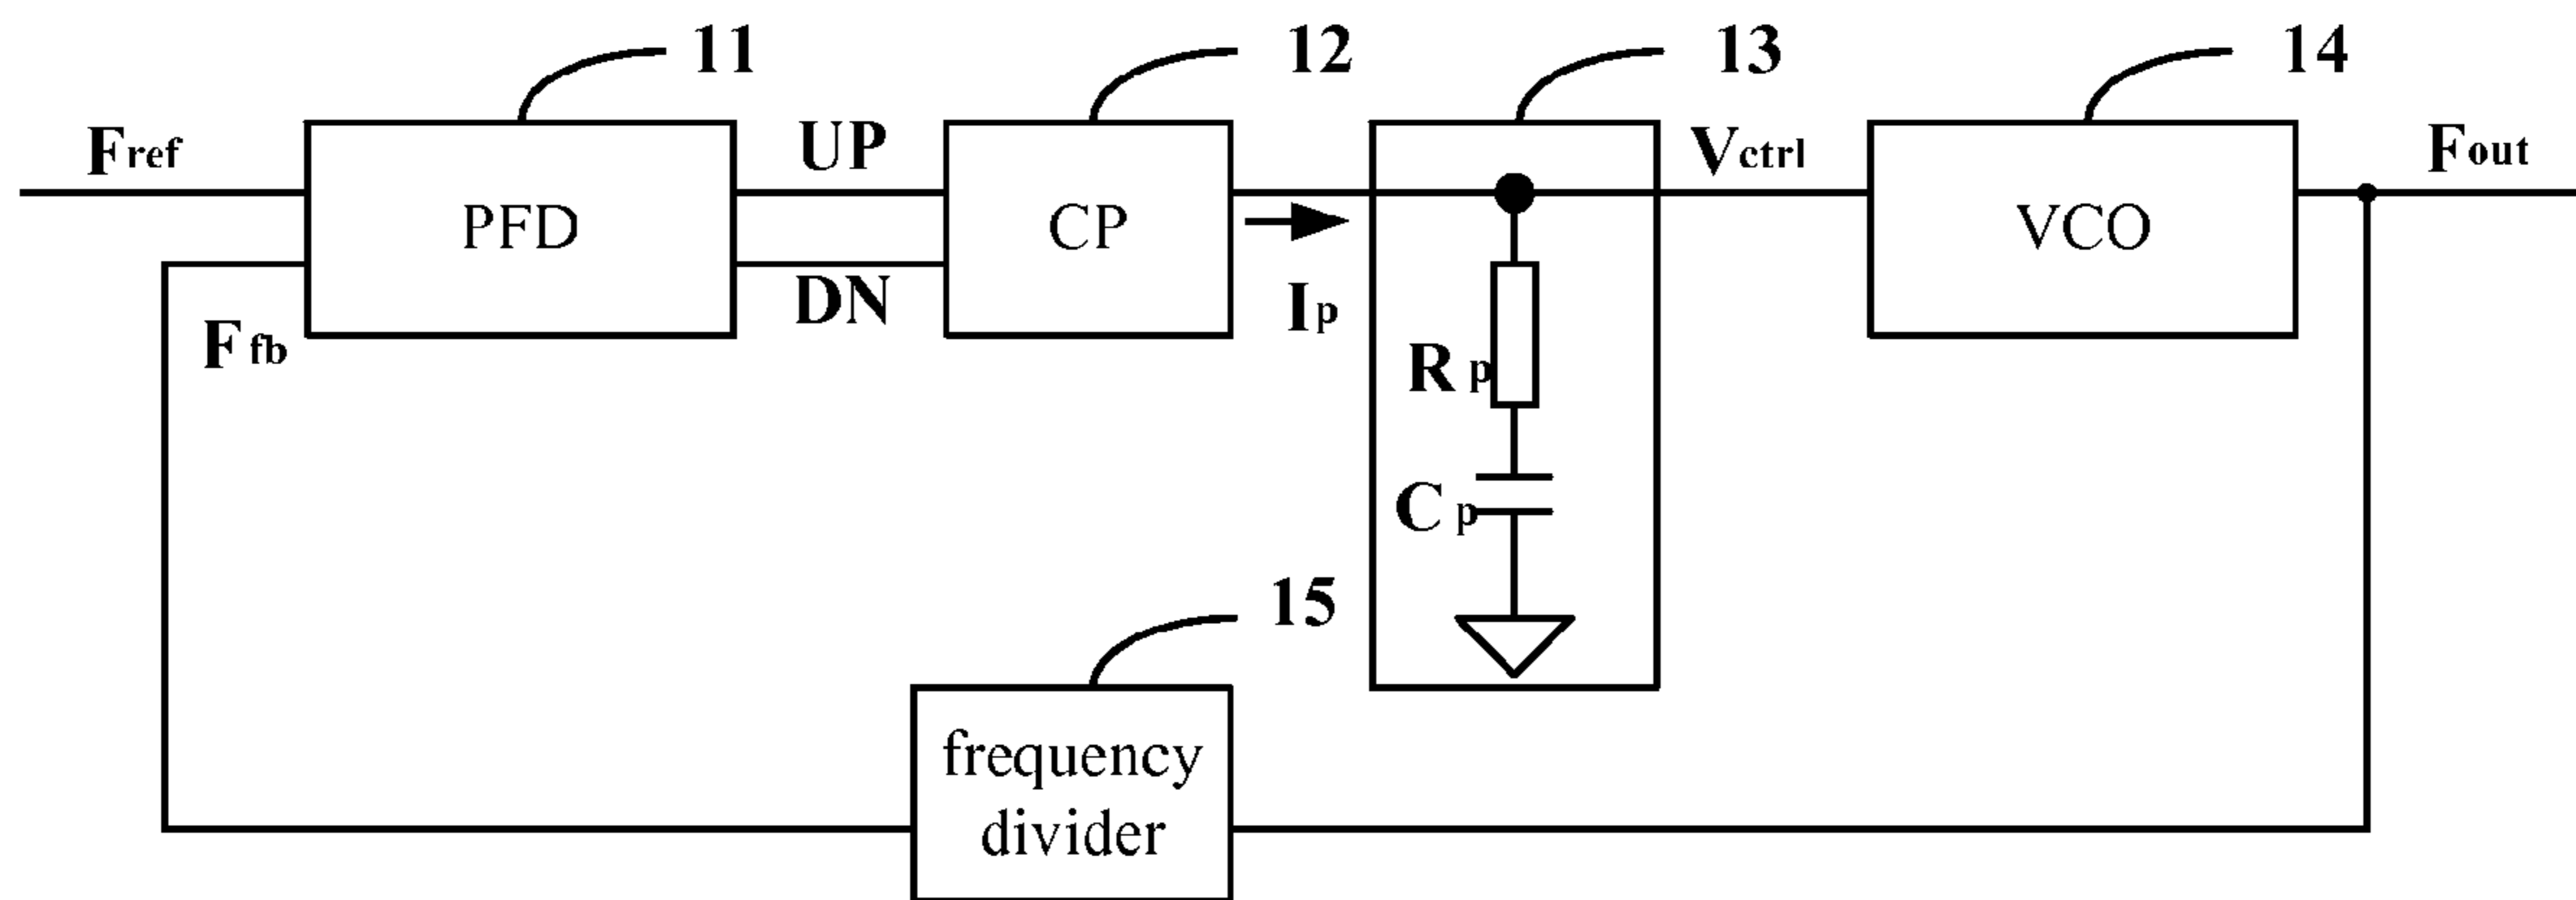 11
12
13
14
Fref
UP
Vctrl
Fout
PFD
CP
VCO
DN
Ip
Ffb
Rp
Cp
15
frequency
divider